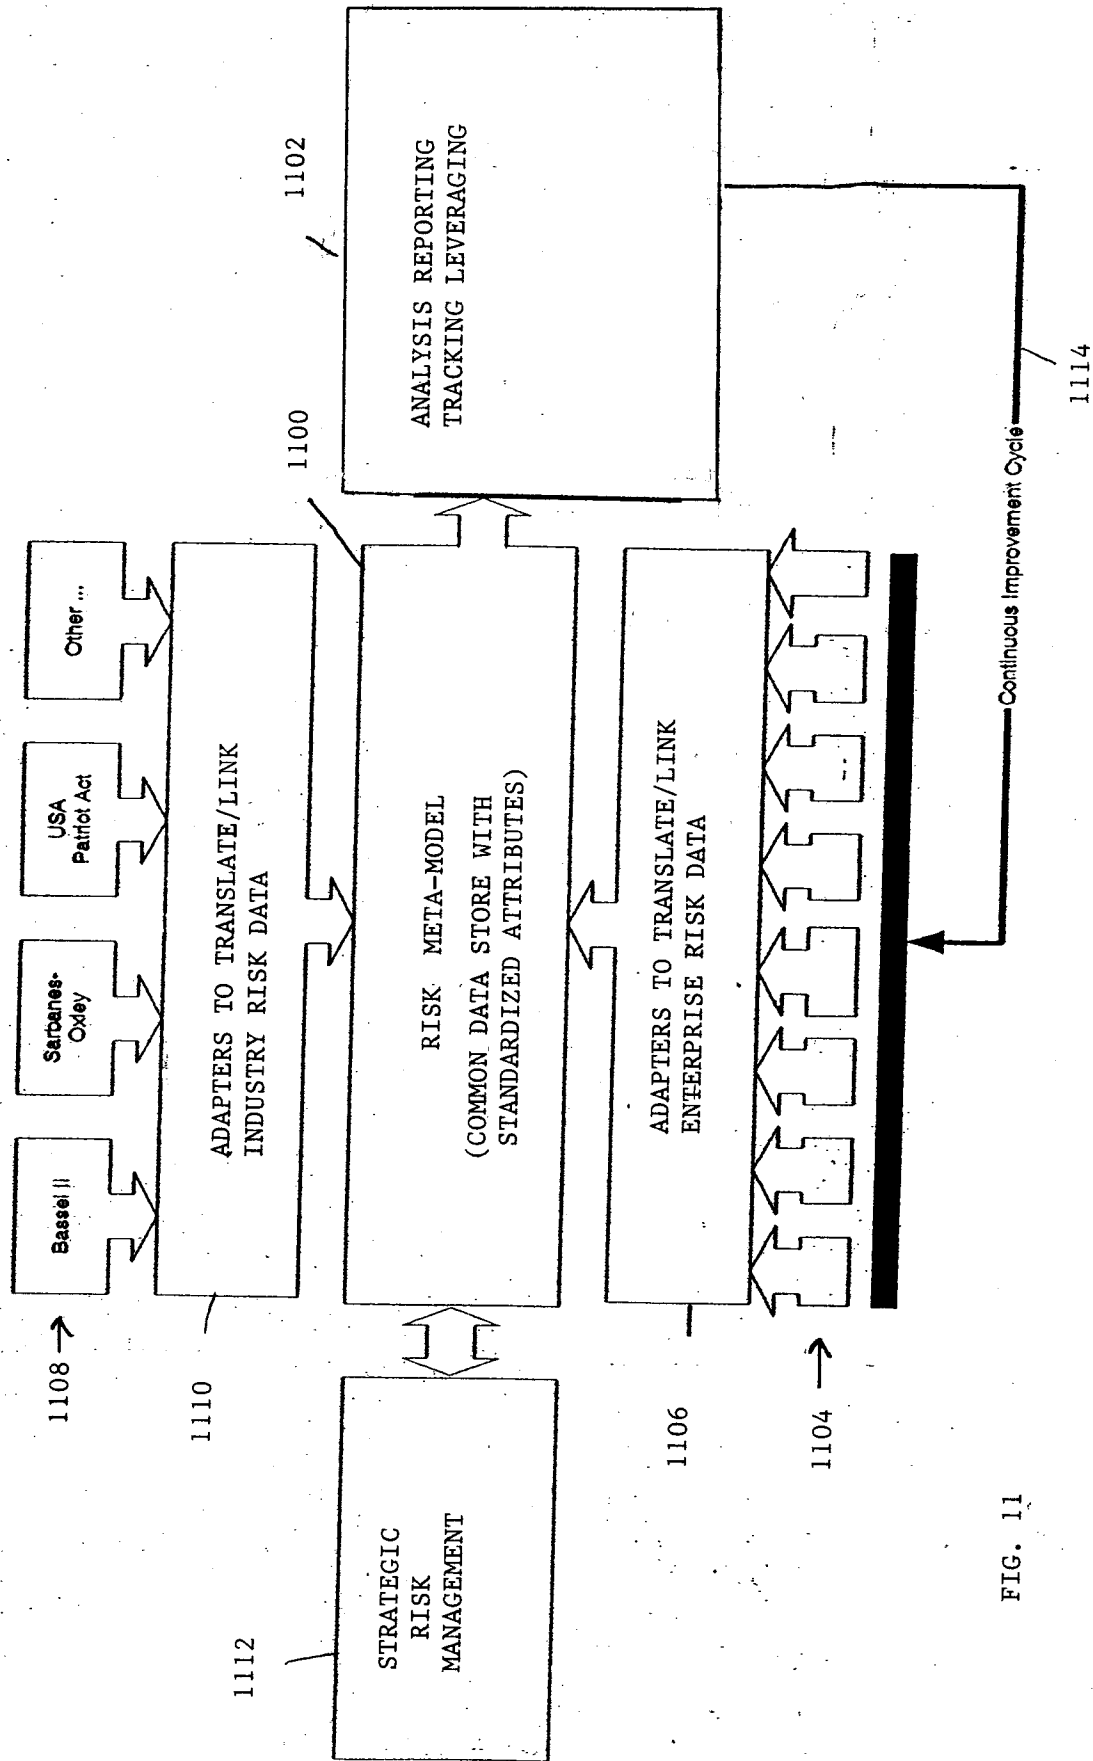 1108
Bassel II
Sarbanes-
Oxley
USA
Patriot Act
Other ...
1110
ADAPTERS TO TRANSLATE/LINK
INDUSTRY RISK DATA
1100
1102
1112
STRATEGIC
RISK
MANAGEMENT
RISK META-MODEL
(COMMON DATA STORE WITH
STANDARDIZED ATTRIBUTES)
ANALYSIS REPORTING
TRACKING LEVERAGING
1106
ADAPTERS TO TRANSLATE/LINK
ENTERPRISE RISK DATA
1104
Continuous Improvement Cycle
1114
FIG. 11